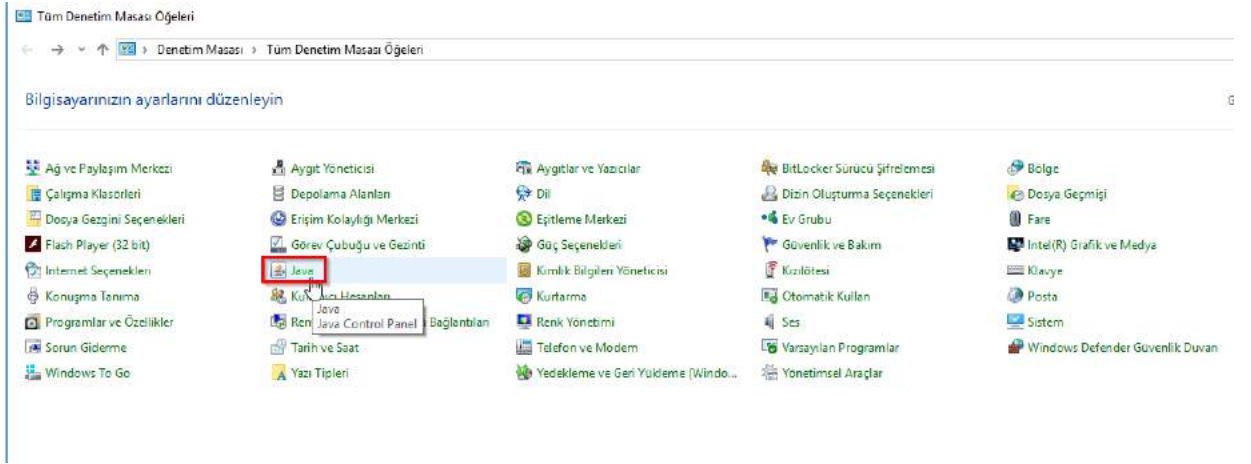 Tüm Denetim Masası Öğeleri
Denetim Masası › Tüm Denetim Masası Öğeleri
Bilgisayarınızın ayarlarını düzenleyin
G
Ağ ve Paylaşım Merkezi Aygıt Yöneticisi Aygıtlar ve Yazıcılar BitLocker Sürücü Şifrelemesi Bölge
Çalışma Klasörleri Depolama Alanları Dil Dizin Oluşturma Seçenekleri Dosya Geçmişi
Dosya Gezgini Seçenekleri Erişim Kolaylığı Merkezi Eşitleme Merkezi Ev Grubu Fare
Flash Player (32 bit) Görev Çubuğu ve Gezinti Güç Seçenekleri Güvenlik ve Bakım Intel(R) Grafik ve Medya
Internet Seçenekleri Java Kimlik Bilgileri Yöneticisi Kızılötesi Klavye
Konuşma Tanıma Hesapları Kurtarma Otomatik Kullan Posta
Java
Programlar ve Özellikler Java Control Panel Bağlantıları Renk Yönetimi Ses Sistem
Sorun Giderme Tarih ve Saat Telefon ve Modem Varsayılan Programlar Windows Defender Güvenlik Duvarı
Windows To Go Yazı Tipleri Yedekleme ve Geri Yükleme (Windo... Yönetimsel Araçlar